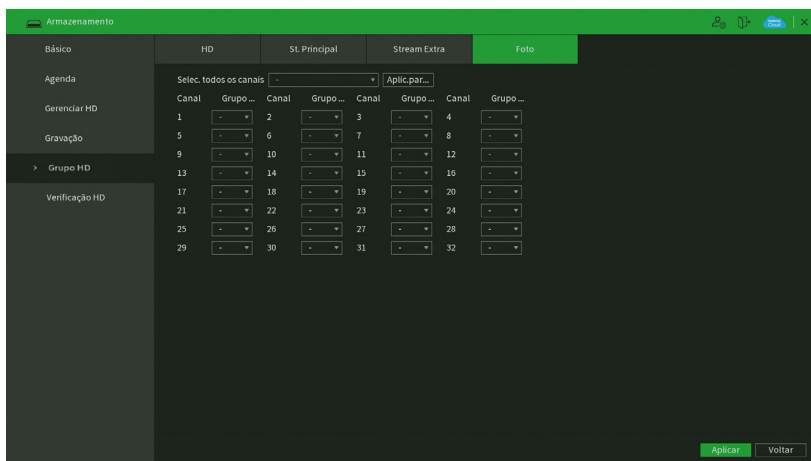 Armazenamento
Cloud
Básico
Agenda
Gerenciar HD
Gravação
> Grupo HD
Verificação HD
HD St. Principal Stream Extra Foto
Selec. todos os canais - Aplic.par...
Canal Grupo ... Canal Grupo ... Canal Grupo ... Canal Grupo ...
1 - 2 - 3 - 4 -
5 - 6 - 7 - 8 -
9 - 10 - 11 - 12 -
13 - 14 - 15 - 16 -
17 - 18 - 19 - 20 -
21 - 22 - 23 - 24 -
25 - 26 - 27 - 28 -
29 - 30 - 31 - 32 -
Aplicar Voltar